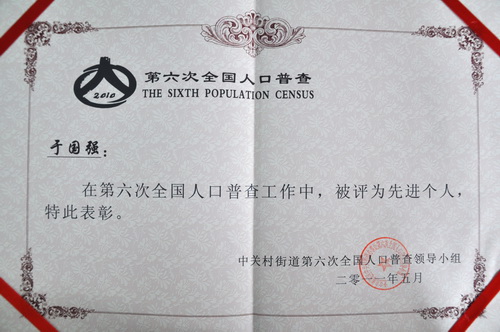 2010
第六次全国人口普查
THE SIXTH POPULATION CENSUS
于国强：
在第六次全国人口普查工作中，被评为先进个人，
特此表彰。
中关村街道第六次全国人口普查领导小组
二零一一年五月